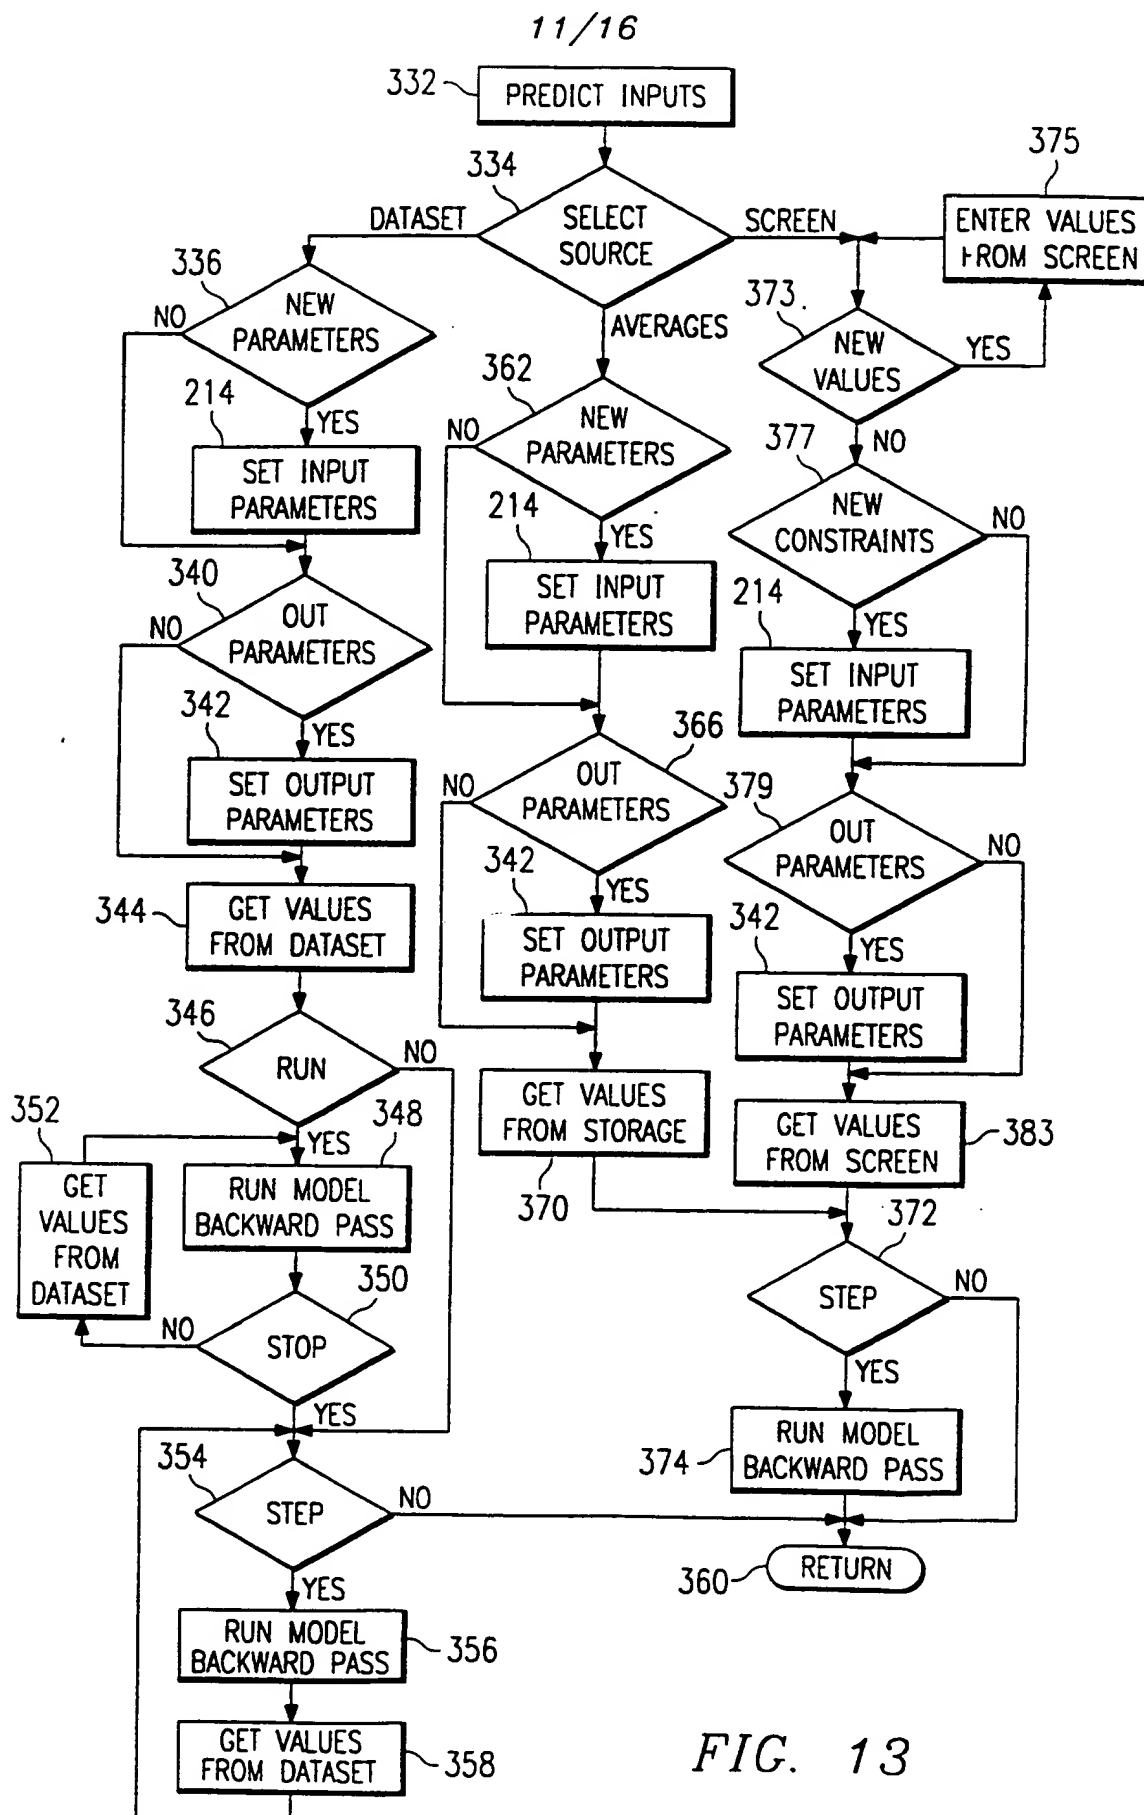 11/16
332
PREDICT INPUTS
334
SELECT
SOURCE
DATASET
SCREEN
AVERAGES
375
ENTER VALUES
FROM SCREEN
336
NEW
PARAMETERS
NO
YES
214
SET INPUT
PARAMETERS
340
OUT
PARAMETERS
NO
YES
342
SET OUTPUT
PARAMETERS
344
GET VALUES
FROM DATASET
346
RUN
NO
YES
348
RUN MODEL
BACKWARD PASS
352
GET
VALUES
FROM
DATASET
350
STOP
NO
YES
354
STEP
NO
YES
RUN MODEL
BACKWARD PASS
356
GET VALUES
FROM DATASET
358
362
NEW
PARAMETERS
NO
YES
214
SET INPUT
PARAMETERS
366
OUT
PARAMETERS
NO
YES
342
SET OUTPUT
PARAMETERS
GET VALUES
FROM STORAGE
370
373
NEW
VALUES
YES
NO
377
NEW
CONSTRAINTS
NO
YES
214
SET INPUT
PARAMETERS
379
OUT
PARAMETERS
NO
YES
342
SET OUTPUT
PARAMETERS
GET VALUES
FROM SCREEN
383
372
STEP
NO
YES
374
RUN MODEL
BACKWARD PASS
360
RETURN
FIG. 13